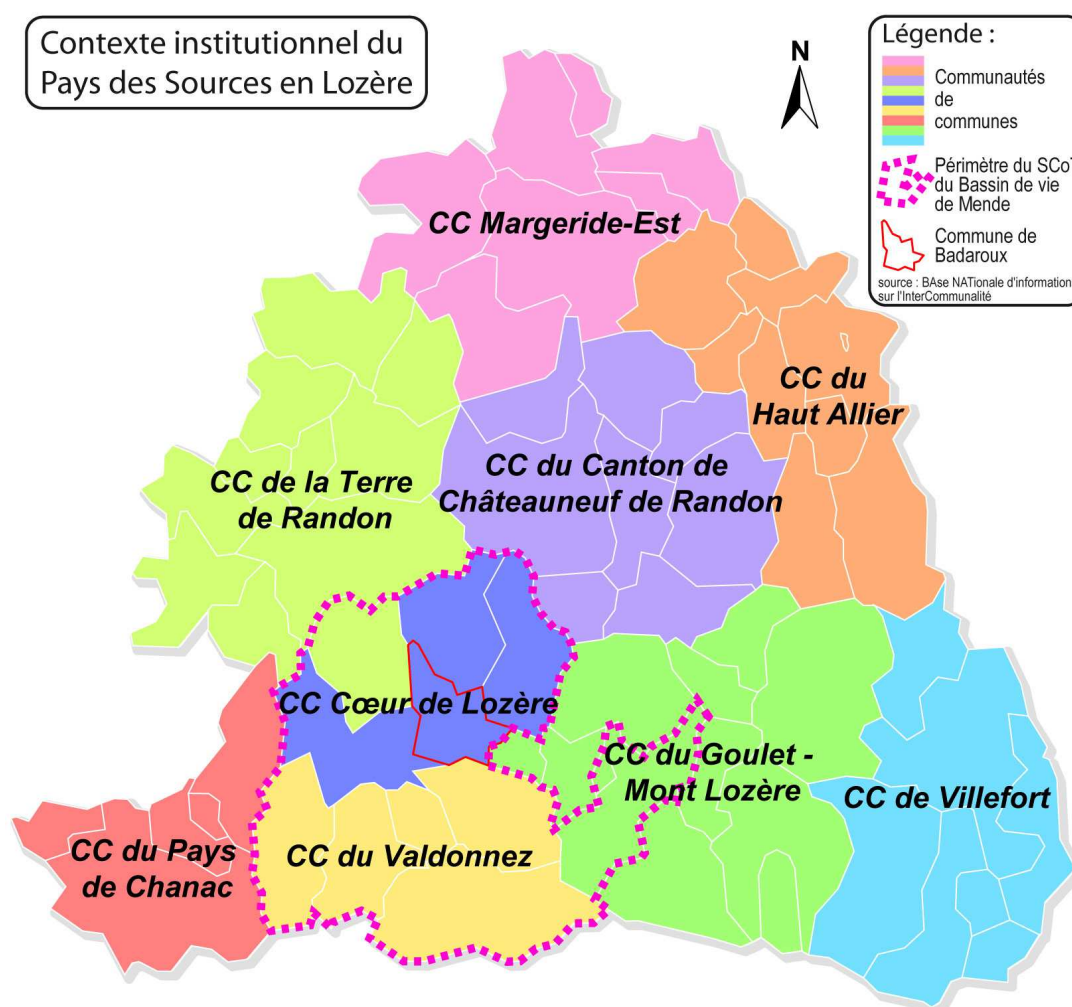 Contexte institutionnel du
Pays des Sources en Lozère
N
Légende :
Communautés
de
communes
Périmètre du SCoT
du Bassin de vie
de Mende
Commune de
Badaroux
source : BAse NATionale d'information
sur l'InterCommunalité
CC Margeride-Est
CC du
Haut Allier
CC de la Terre
de Randon
CC du Canton de
Châteauneuf de Randon
CC Cœur de Lozère
CC du Goulet -
Mont Lozère
CC de Villefort
CC du Pays
de Chanac
CC du Valdonnez